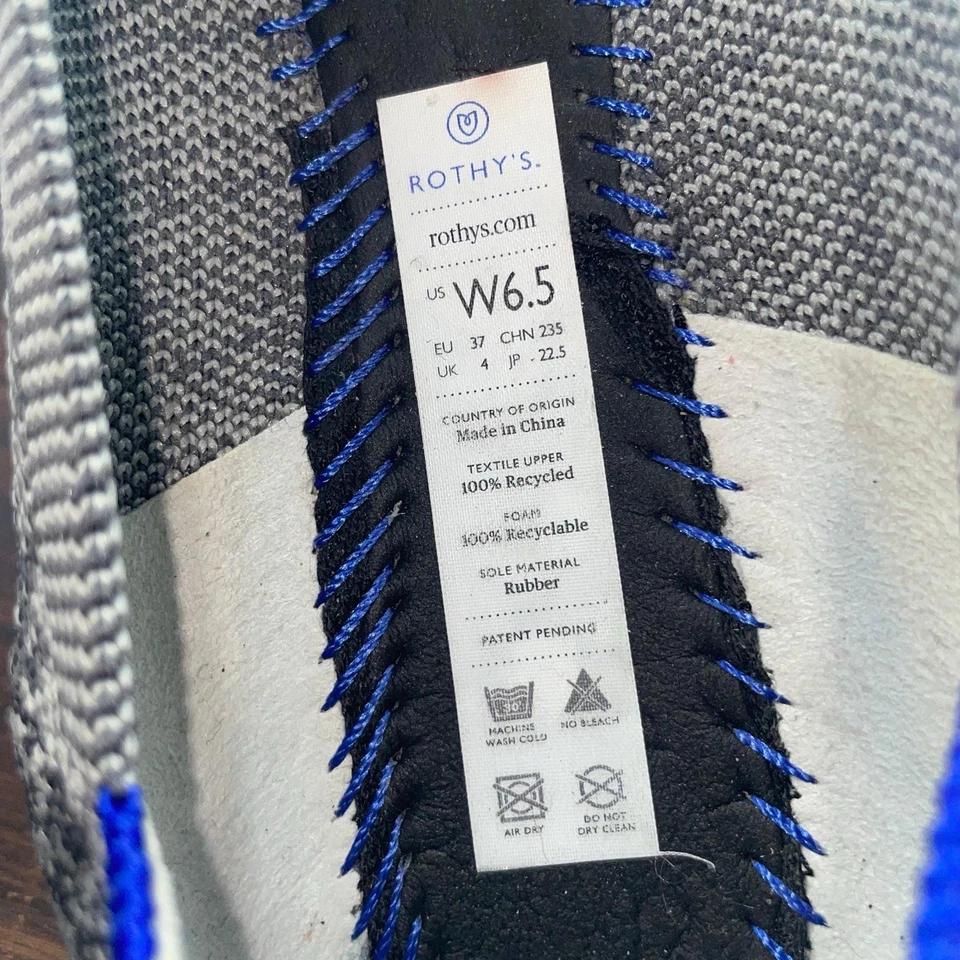 ROTHY'S.
rothys.com
US W6.5
EU 37 CHN 235
UK 4 JP - 22.5
COUNTRY OF ORIGIN
Made in China
TEXTILE UPPER
100% Recycled
FOAM
100% Recyclable
SOLE MATERIAL
Rubber
PATENT PENDING
30°
MACHINE
WASH COLD
NO BLEACH
AIR DRY
DO NOT
DRY CLEAN